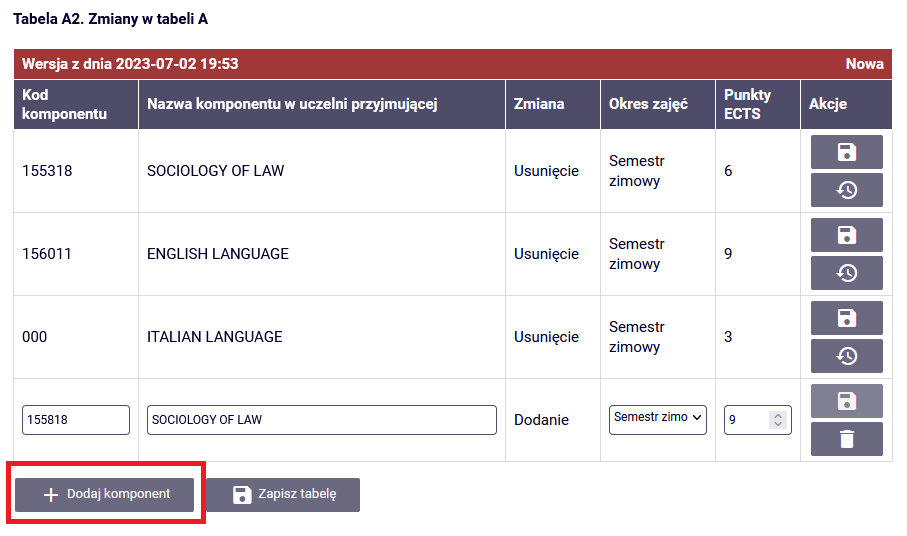 Tabela A2. Zmiany w tabeli A
Wersja z dnia 2023-07-02 19:53 Nowa
Kod komponentu Nazwa komponentu w uczelni przyjmującej Zmiana Okres zajęć Punkty ECTS Akcje
155318 SOCIOLOGY OF LAW Usunięcie Semestr zimowy 6
156011 ENGLISH LANGUAGE Usunięcie Semestr zimowy 9
000 ITALIAN LANGUAGE Usunięcie Semestr zimowy 3
155818 SOCIOLOGY OF LAW Dodanie Semestr zimo 9
Dodaj komponent Zapisz tabelę